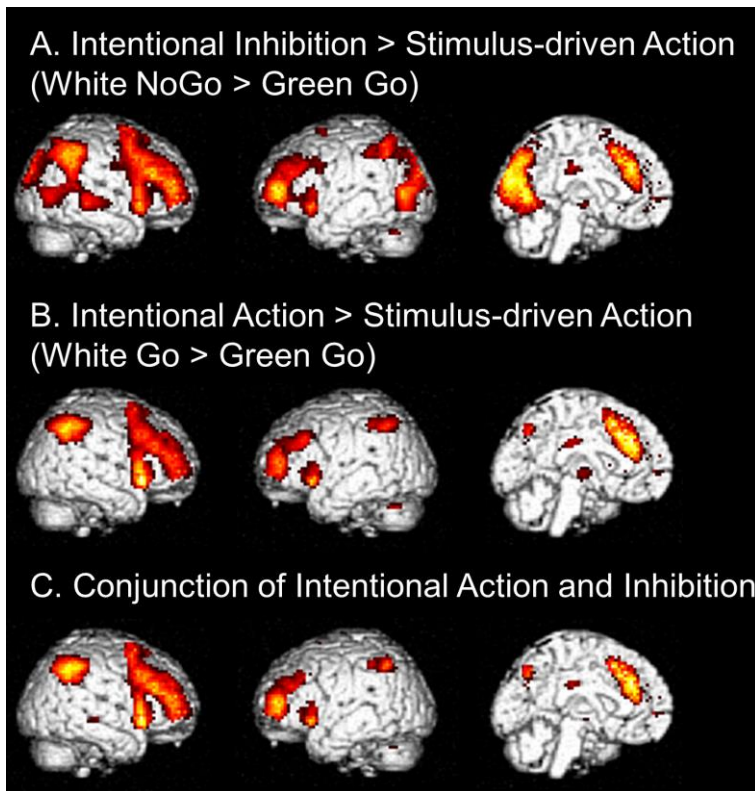 A. Intentional Inhibition > Stimulus-driven Action
(White NoGo > Green Go)
B. Intentional Action > Stimulus-driven Action
(White Go > Green Go)
C. Conjunction of Intentional Action and Inhibition